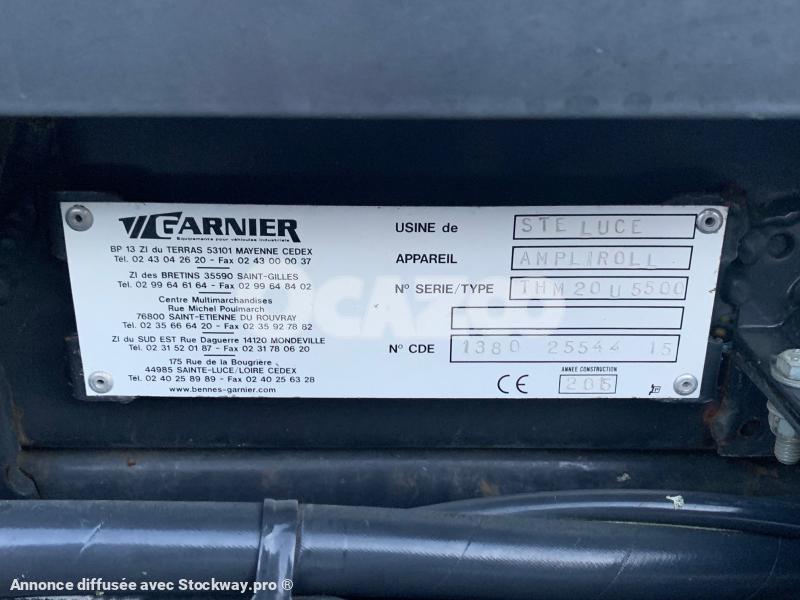 GARNIER
Equipements pour véhicules industriels
BP 13 ZI du TERRAS 53101 MAYENNE CEDEX
Tél. 02 43 04 26 20 - Fax 02 43 00 00 37
ZI des BRETINS 35590 SAINT-GILLES
Tél. 02 99 64 61 64 - Fax 02 99 64 84 02
Centre Multimarchandises
Rue Michel Poulmarch
76800 SAINT-ETIENNE DU ROUVRAY
Tél. 02 35 66 64 20 - Fax 02 35 92 78 82
ZI du SUD EST Rue Daguerre 14120 MONDEVILLE
Tél. 02 31 52 01 87 - Fax 02 31 78 06 20
175 Rue de la Bougrière
44985 SAINTE-LUCE/LOIRE CEDEX
Tél. 02 40 25 89 89 - Fax 02 40 25 63 28
www.bennes-garnier.com
USINE de STE LUCE
APPAREIL AMPLIROLL
N° SERIE/TYPE THM 20 U 5500
N° CDE 1380 25544 15
ANNEE CONSTRUCTION
CE 2015
OCAZOO
Annonce diffusée avec Stockway.pro ®